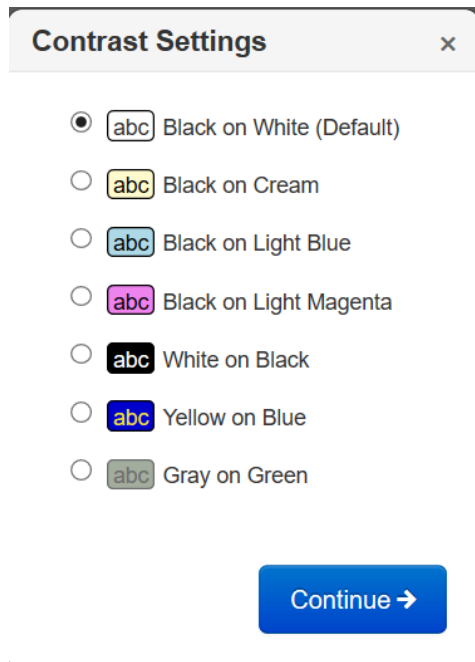 Contrast Settings ×
abc Black on White (Default)
abc Black on Cream
abc Black on Light Blue
abc Black on Light Magenta
abc White on Black
abc Yellow on Blue
abc Gray on Green
Continue →